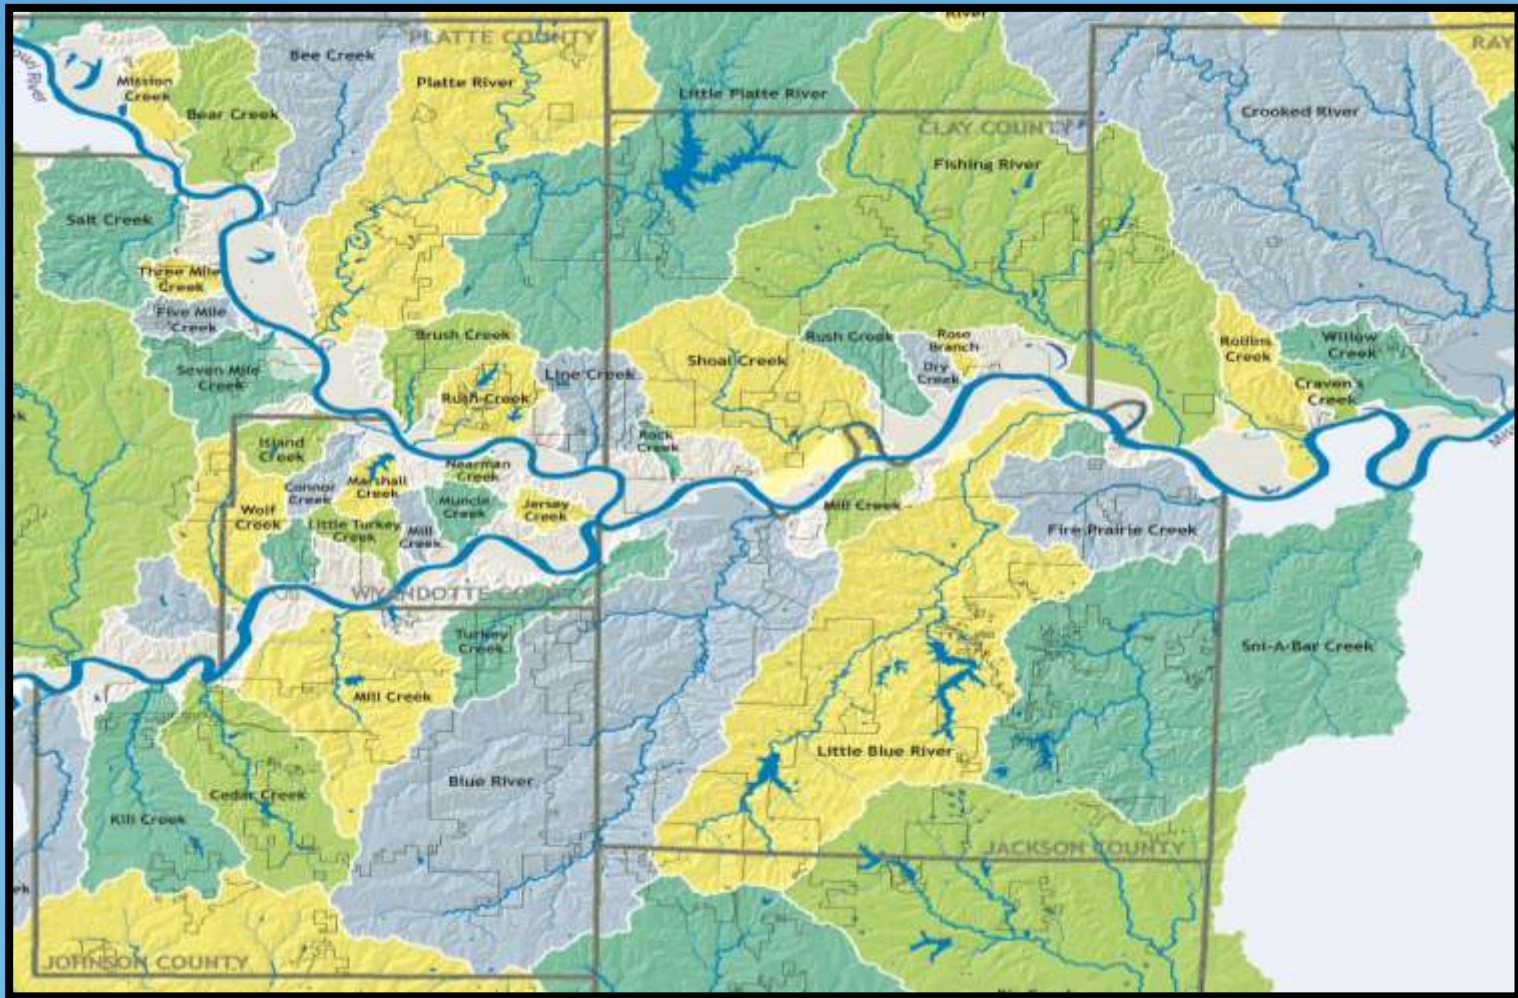 River
PLATTE COUNTY
RAY
Bee Creek
Mission
Creek
Platte River
Little Platte River
Bear Creek
Crooked River
CLAY COUNTY
Fishing River
Salt Creek
Three Mile
Creek
Five Mile
Creek
Brush Creek
Rush Creek
Rose
Branch
Rollins
Creek
Willow
Creek
Seven Mile
Creek
Line Creek
Shoal Creek
Dry
Creek
Craven's
Creek
Rush Creek
Rock
Creek
Island
Creek
Nearman
Creek
Connor
Creek
Marshall
Creek
Muncie
Creek
Jersey
Creek
Wolf
Creek
Little Turkey
Creek
Mill
Creek
Mill Creek
Fire Prairie Creek
WYANDOTTE COUNTY
Turkey
Creek
Sni-A-Bar Creek
Mill Creek
Little Blue River
Blue River
Cedar Creek
Kill Creek
JACKSON COUNTY
JOHNSON COUNTY